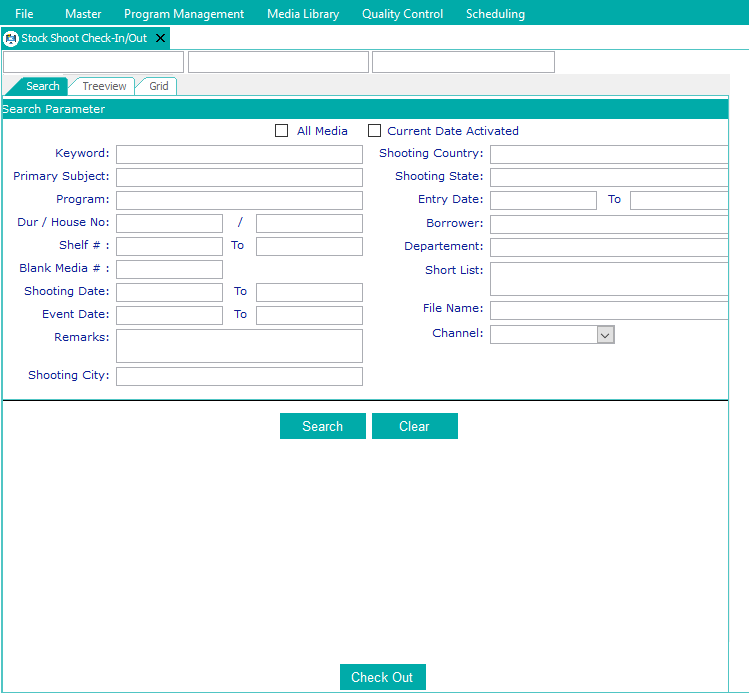 File Master Program Management Media Library Quality Control Scheduling
Stock Shoot Check-In/Out
Search Treeview Grid
Search Parameter
All Media Current Date Activated
Keyword: Shooting Country:
Primary Subject: Shooting State:
Program: Entry Date: To
Dur / House No: / Borrower:
Shelf # : To Departement:
Blank Media # : Short List:
Shooting Date: To
Event Date: To File Name:
Remarks: Channel:
Shooting City:
Search Clear
Check Out